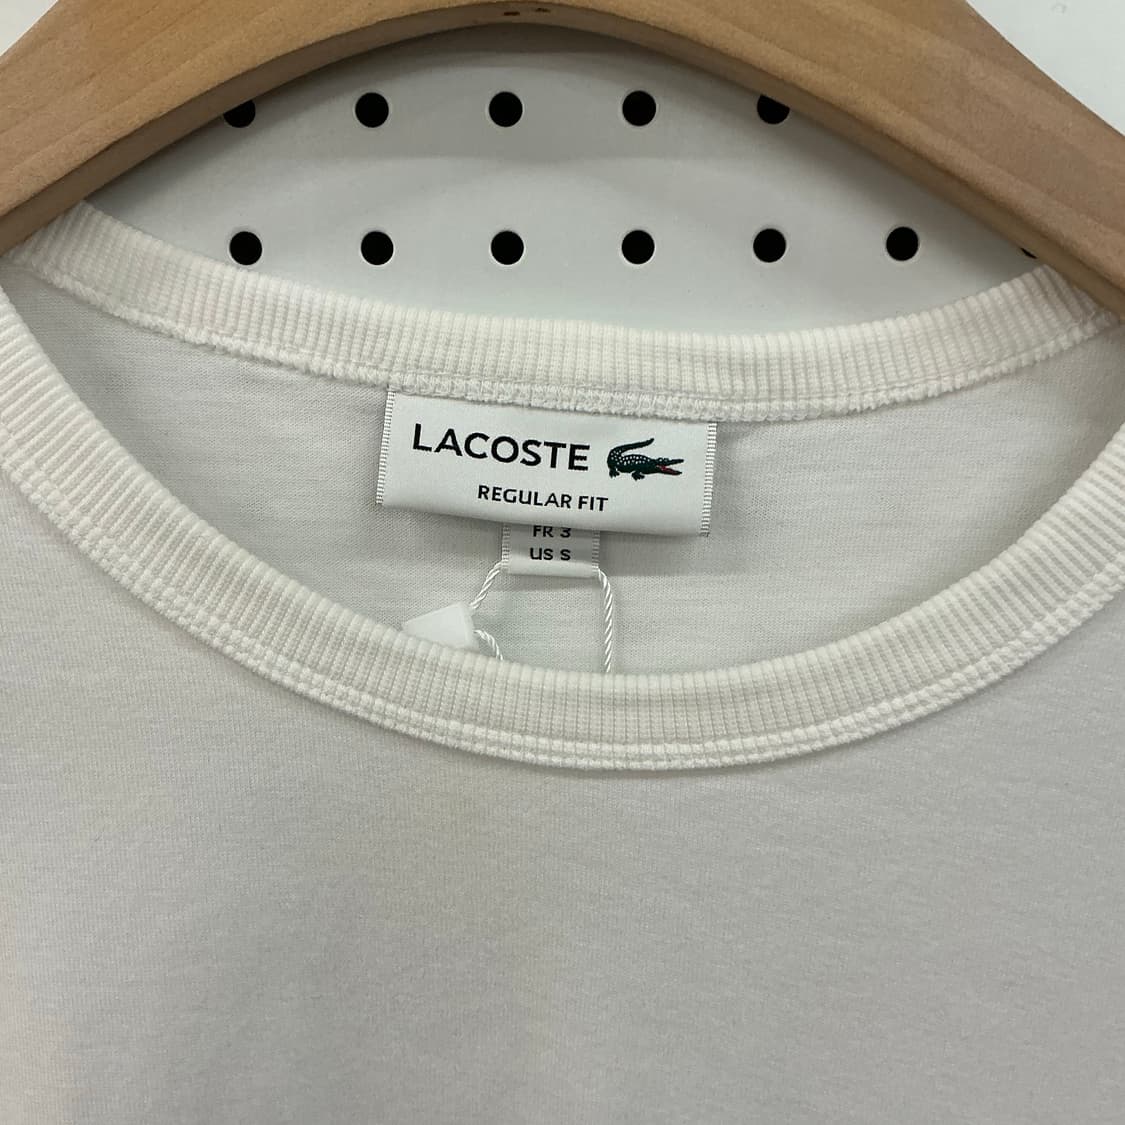 LACOSTE
REGULAR FIT
FR 3
US S